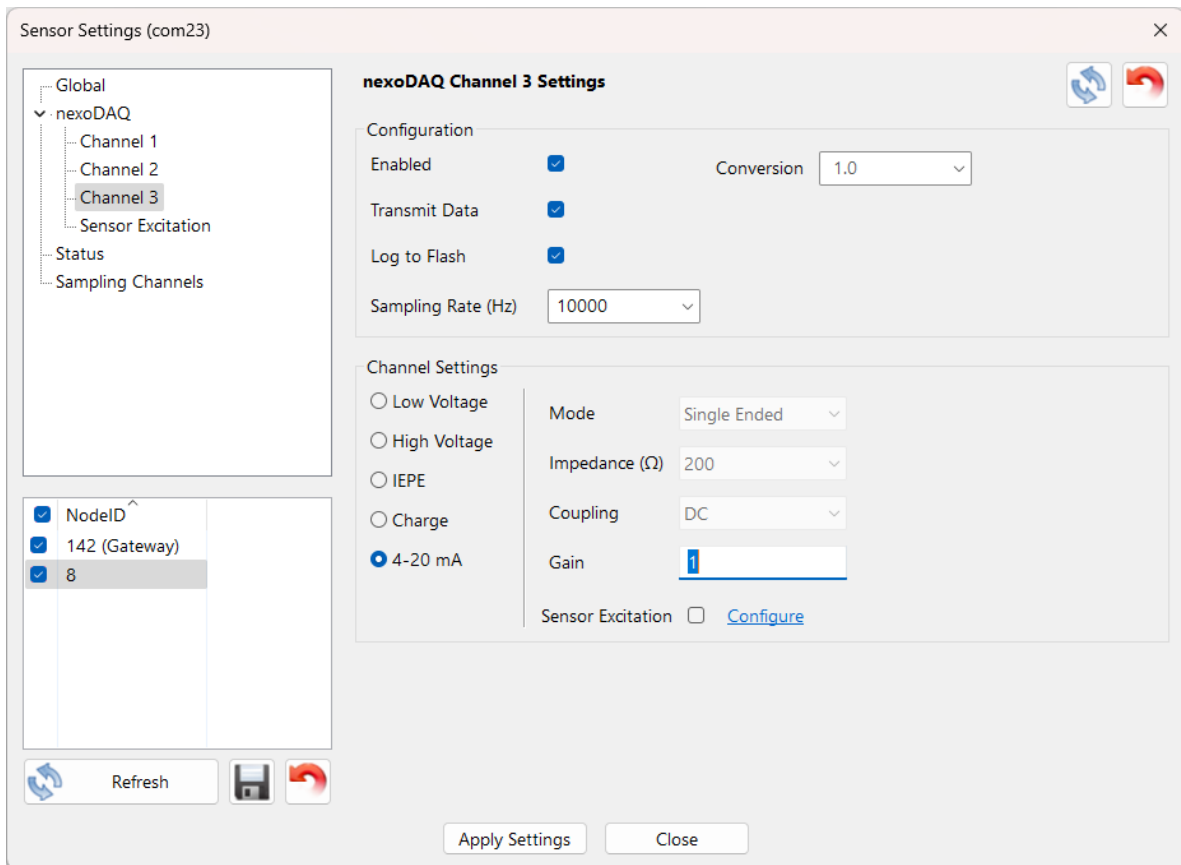 Sensor Settings (com23)
Global
nexoDAQ
Channel 1
Channel 2
Channel 3
Sensor Excitation
Status
Sampling Channels
NodeID
142 (Gateway)
8
Refresh
nexoDAQ Channel 3 Settings
Configuration
Enabled
Conversion 1.0
Transmit Data
Log to Flash
Sampling Rate (Hz) 10000
Channel Settings
Low Voltage
High Voltage
IEPE
Charge
4-20 mA
Mode Single Ended
Impedance (Ω) 200
Coupling DC
Gain 1
Sensor Excitation Configure
Apply Settings Close